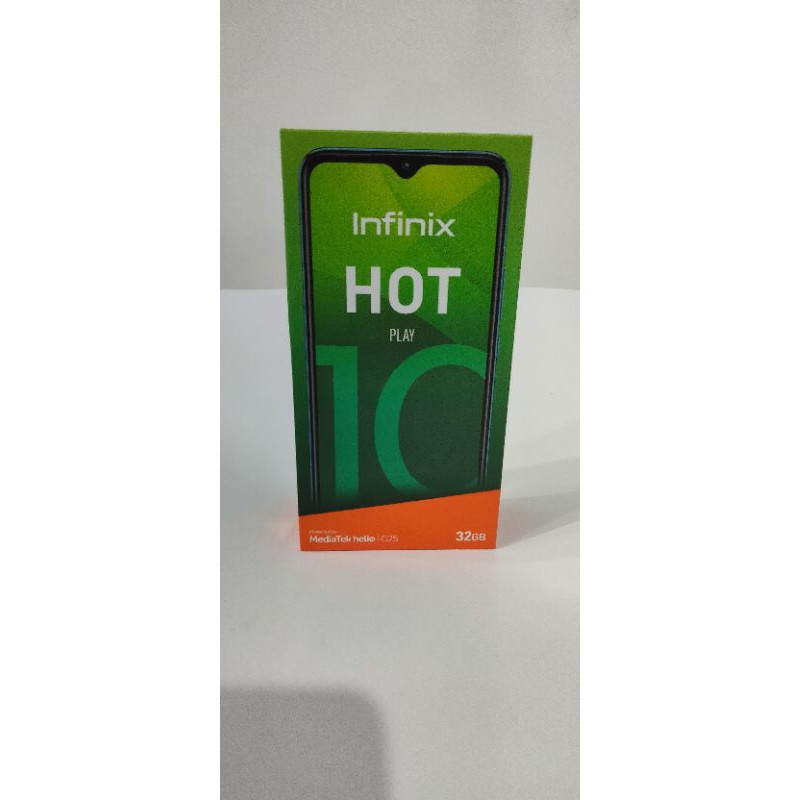 Infinix
HOT
PLAY
10
MediaTek helio | G25
32GB